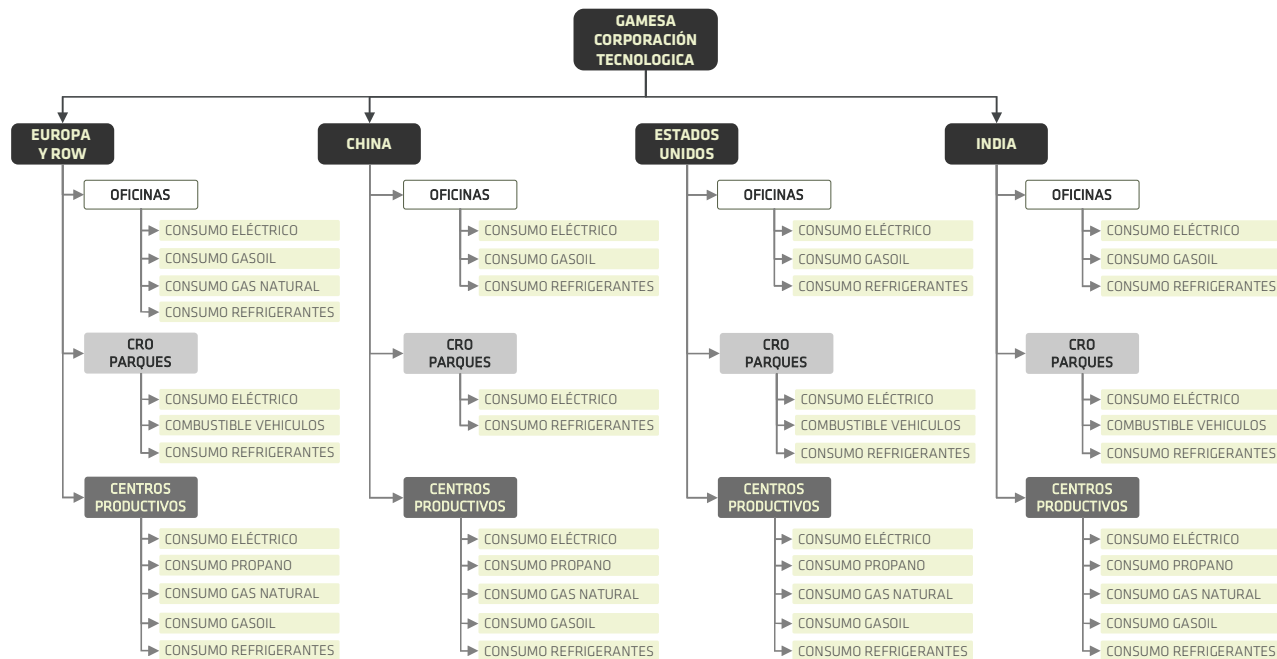 GAMESA
CORPORACIÓN
TECNOLOGICA
EUROPA
Y ROW
OFICINAS
CONSUMO ELÉCTRICO
CONSUMO GASOIL
CONSUMO GAS NATURAL
CONSUMO REFRIGERANTES
CRO
PARQUES
CONSUMO ELÉCTRICO
COMBUSTIBLE VEHICULOS
CONSUMO REFRIGERANTES
CENTROS
PRODUCTIVOS
CONSUMO ELÉCTRICO
CONSUMO PROPANO
CONSUMO GAS NATURAL
CONSUMO GASOIL
CONSUMO REFRIGERANTES
CHINA
OFICINAS
CONSUMO ELÉCTRICO
CONSUMO GASOIL
CONSUMO REFRIGERANTES
CRO
PARQUES
CONSUMO ELÉCTRICO
CONSUMO REFRIGERANTES
CENTROS
PRODUCTIVOS
CONSUMO ELÉCTRICO
CONSUMO PROPANO
CONSUMO GAS NATURAL
CONSUMO GASOIL
CONSUMO REFRIGERANTES
ESTADOS
UNIDOS
OFICINAS
CONSUMO ELÉCTRICO
CONSUMO GASOIL
CONSUMO REFRIGERANTES
CRO
PARQUES
CONSUMO ELÉCTRICO
COMBUSTIBLE VEHICULOS
CONSUMO REFRIGERANTES
CENTROS
PRODUCTIVOS
CONSUMO ELÉCTRICO
CONSUMO PROPANO
CONSUMO GAS NATURAL
CONSUMO GASOIL
CONSUMO REFRIGERANTES
INDIA
OFICINAS
CONSUMO ELÉCTRICO
CONSUMO GASOIL
CONSUMO REFRIGERANTES
CRO
PARQUES
CONSUMO ELÉCTRICO
COMBUSTIBLE VEHICULOS
CONSUMO REFRIGERANTES
CENTROS
PRODUCTIVOS
CONSUMO ELÉCTRICO
CONSUMO PROPANO
CONSUMO GAS NATURAL
CONSUMO GASOIL
CONSUMO REFRIGERANTES